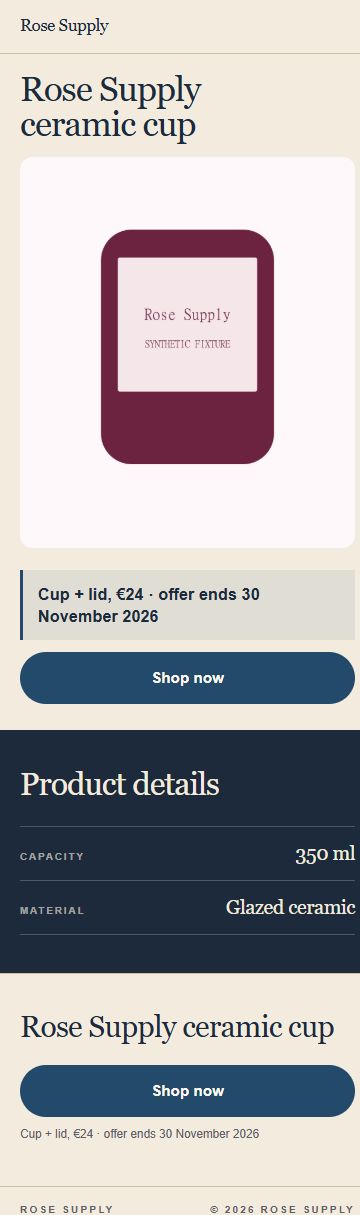 Rose Supply
Rose Supply
ceramic cup
Rose Supply
SYNTHETIC FIXTURE
Cup + lid, €24 · offer ends 30
November 2026
Shop now
Product details
CAPACITY 350 ml
MATERIAL Glazed ceramic
Rose Supply ceramic cup
Shop now
Cup + lid, €24 · offer ends 30 November 2026
ROSE SUPPLY © 2026 ROSE SUPPLY